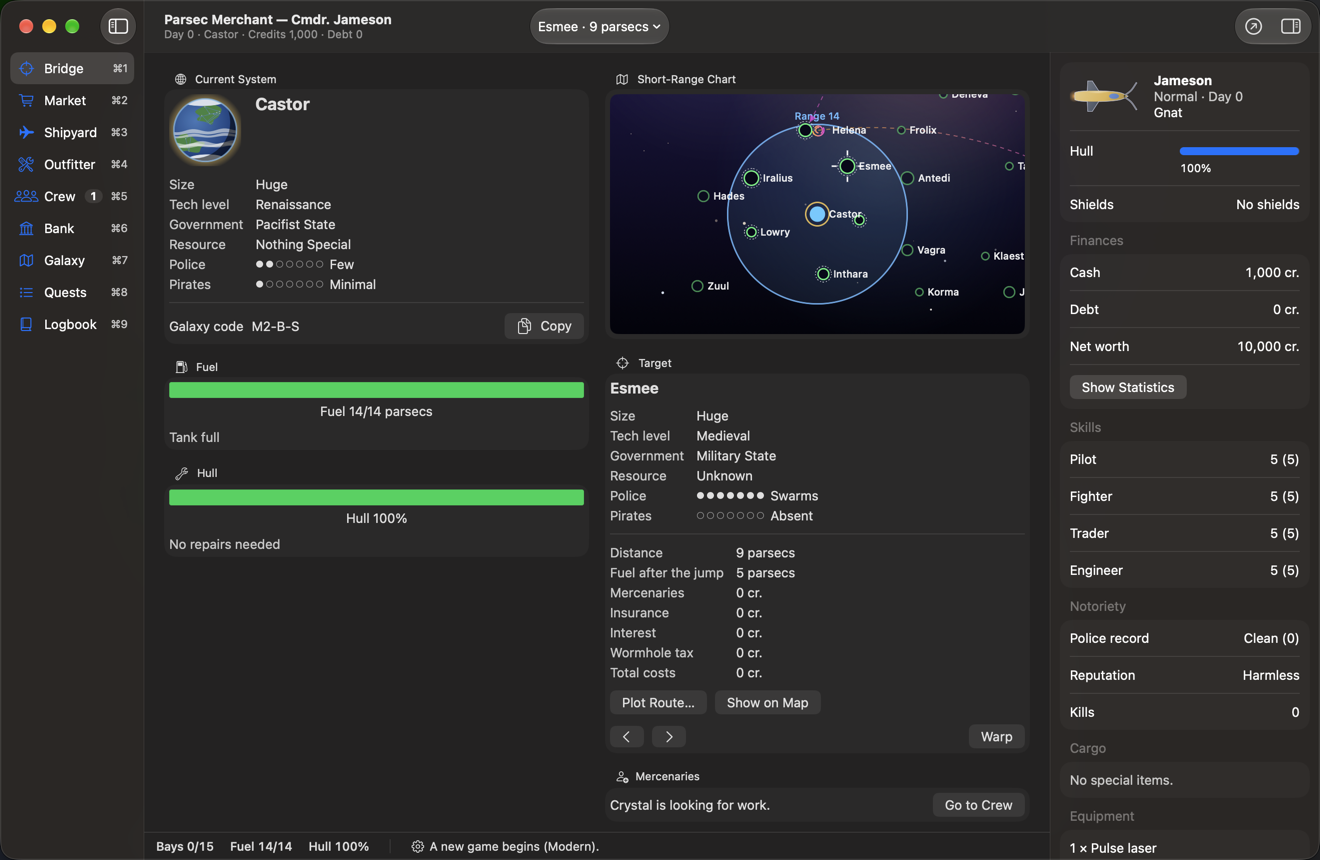 Parsec Merchant — Cmdr. Jameson
Day 0 · Castor · Credits 1,000 · Debt 0
Esmee · 9 parsecs
Bridge ⌘1
Market ⌘2
Shipyard ⌘3
Outfitter ⌘4
Crew 1 ⌘5
Bank ⌘6
Galaxy ⌘7
Quests ⌘8
Logbook ⌘9
Current System
Castor
Size Huge
Tech level Renaissance
Government Pacifist State
Resource Nothing Special
Police ●●○○○○○ Few
Pirates ●○○○○○○ Minimal
Galaxy code M2-B-S
Copy
Fuel
Fuel 14/14 parsecs
Tank full
Hull
Hull 100%
No repairs needed
Short-Range Chart
Deneva
Range 14
Helena
Frolix
Esmee
Iralius
Antedi
Hades
Castor
Lowry
Vagra
Klaest
Inthara
Zuul
Korma
Target
Esmee
Size Huge
Tech level Medieval
Government Military State
Resource Unknown
Police ●●●●●●● Swarms
Pirates ○○○○○○○ Absent
Distance 9 parsecs
Fuel after the jump 5 parsecs
Mercenaries 0 cr.
Insurance 0 cr.
Interest 0 cr.
Wormhole tax 0 cr.
Total costs 0 cr.
Plot Route... Show on Map
Warp
Mercenaries
Crystal is looking for work.
Go to Crew
Jameson
Normal · Day 0
Gnat
Hull
100%
Shields No shields
Finances
Cash 1,000 cr.
Debt 0 cr.
Net worth 10,000 cr.
Show Statistics
Skills
Pilot 5 (5)
Fighter 5 (5)
Trader 5 (5)
Engineer 5 (5)
Notoriety
Police record Clean (0)
Reputation Harmless
Kills 0
Cargo
No special items.
Equipment
1 × Pulse laser
Bays 0/15 Fuel 14/14 Hull 100% A new game begins (Modern).